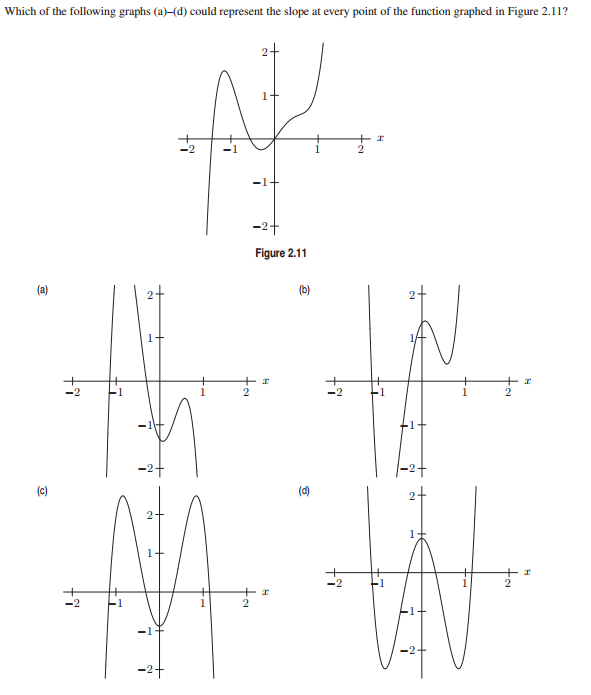 Which of the following graphs (a)–(d) could represent the slope at every point of the function graphed in Figure 2.11?
2
1
x
−2 −1 1 2
−1
−2
Figure 2.11
(a)
2
1
x
−2 −1 1 2
−1
−2
(b)
2
1
x
−2 −1 1 2
−1
−2
(c)
2
1
x
−2 −1 1 2
−1
−2
(d)
2
1
x
−2 −1 1 2
−1
−2